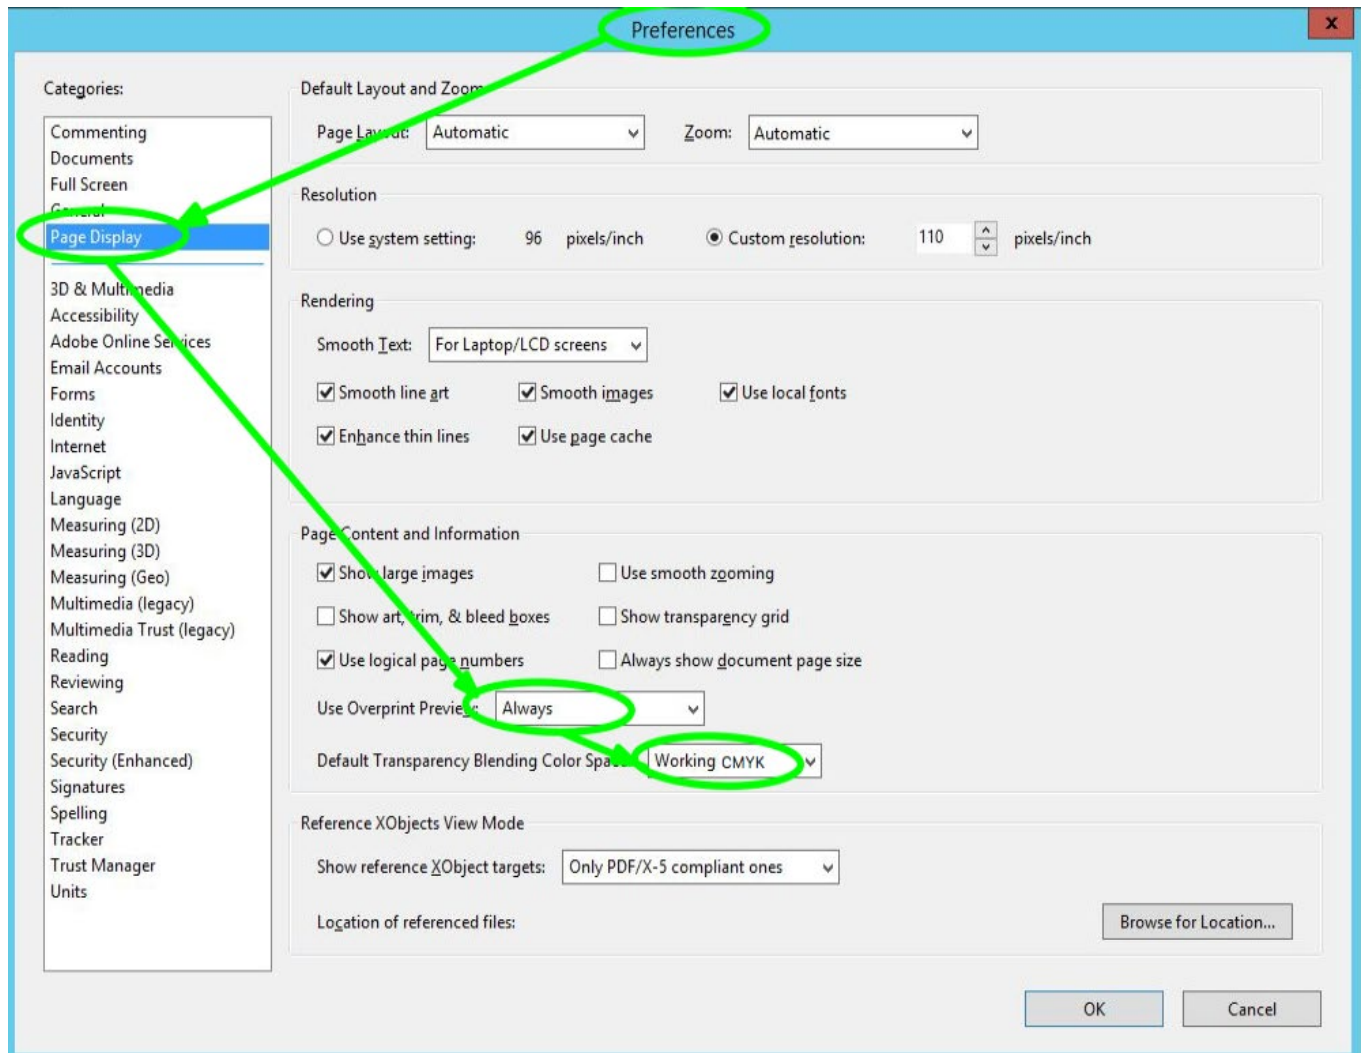 Preferences
x
Categories:
Commenting
Documents
Full Screen
General
Page Display
3D & Multimedia
Accessibility
Adobe Online Services
Email Accounts
Forms
Identity
Internet
JavaScript
Language
Measuring (2D)
Measuring (3D)
Measuring (Geo)
Multimedia (legacy)
Multimedia Trust (legacy)
Reading
Reviewing
Search
Security
Security (Enhanced)
Signatures
Spelling
Tracker
Trust Manager
Units
Default Layout and Zoom
Page Layout: Automatic Zoom: Automatic
Resolution
Use system setting: 96 pixels/inch Custom resolution: 110 pixels/inch
Rendering
Smooth Text: For Laptop/LCD screens
Smooth line art Smooth images Use local fonts
Enhance thin lines Use page cache
Page Content and Information
Show large images Use smooth zooming
Show art, trim, & bleed boxes Show transparency grid
Use logical page numbers Always show document page size
Use Overprint Preview: Always
Default Transparency Blending Color Space: Working CMYK
Reference XObjects View Mode
Show reference XObject targets: Only PDF/X-5 compliant ones
Location of referenced files: Browse for Location...
OK Cancel